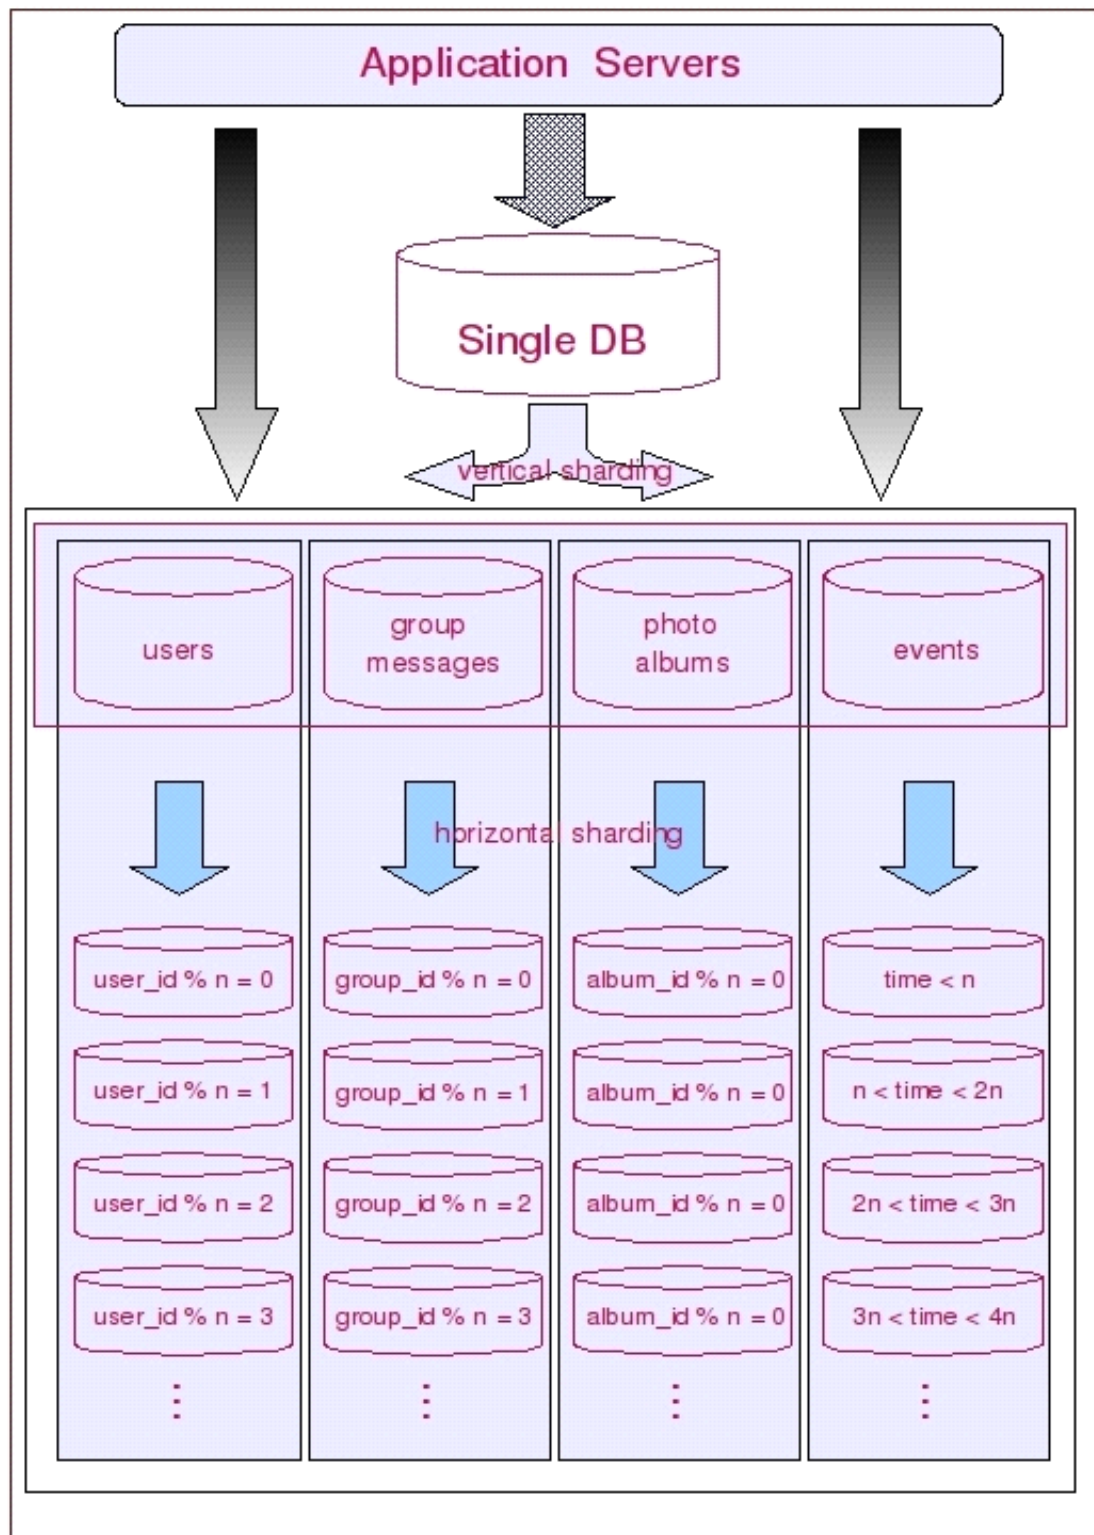 Application Servers
Single DB
vertical sharding
users
group
messages
photo
albums
events
horizontal sharding
user_id % n = 0
group_id % n = 0
album_id % n = 0
time < n
user_id % n = 1
group_id % n = 1
album_id % n = 0
n < time < 2n
user_id % n = 2
group_id % n = 2
album_id % n = 0
2n < time < 3n
user_id % n = 3
group_id % n = 3
album_id % n = 0
3n < time < 4n
⋮
⋮
⋮
⋮